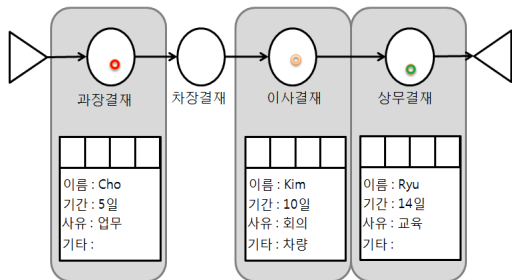 과장결재
차장결재
이사결재
상무결재
이름 : Cho
기간 : 5일
사유 : 업무
기타 :
이름 : Kim
기간 : 10일
사유 : 회의
기타 : 차량
이름 : Ryu
기간 : 14일
사유 : 교육
기타 :